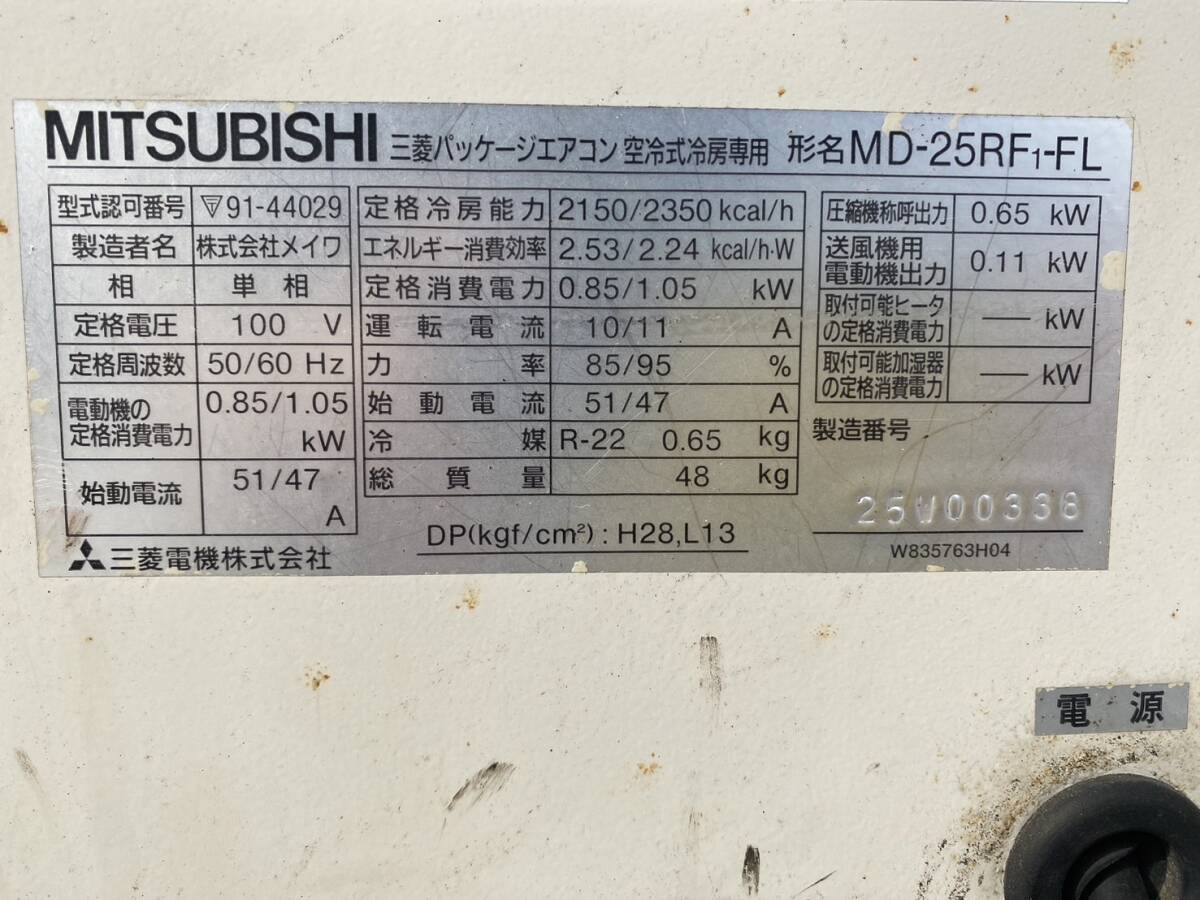 MITSUBISHI 三菱パッケージエアコン 空冷式冷房専用 形名 MD-25RF₁-FL
型式認可番号 91-44029
製造者名 株式会社メイワ
相 単相
定格電圧 100 V
定格周波数 50/60 Hz
電動機の
定格消費電力 0.85/1.05 kW
始動電流 51/47 A
定格冷房能力 2150/2350 kcal/h
エネルギー消費効率 2.53/2.24 kcal/h·W
定格消費電力 0.85/1.05 kW
運転電流 10/11 A
力率 85/95 %
始動電流 51/47 A
冷媒 R-22 0.65 kg
総質量 48 kg
圧縮機称呼出力 0.65 kW
送風機用
電動機出力 0.11 kW
取付可能ヒータ
の定格消費電力 — kW
取付可能加湿器
の定格消費電力 — kW
製造番号
25W00338
DP(kgf/cm²) : H28,L13
W835763H04
三菱電機株式会社
電源